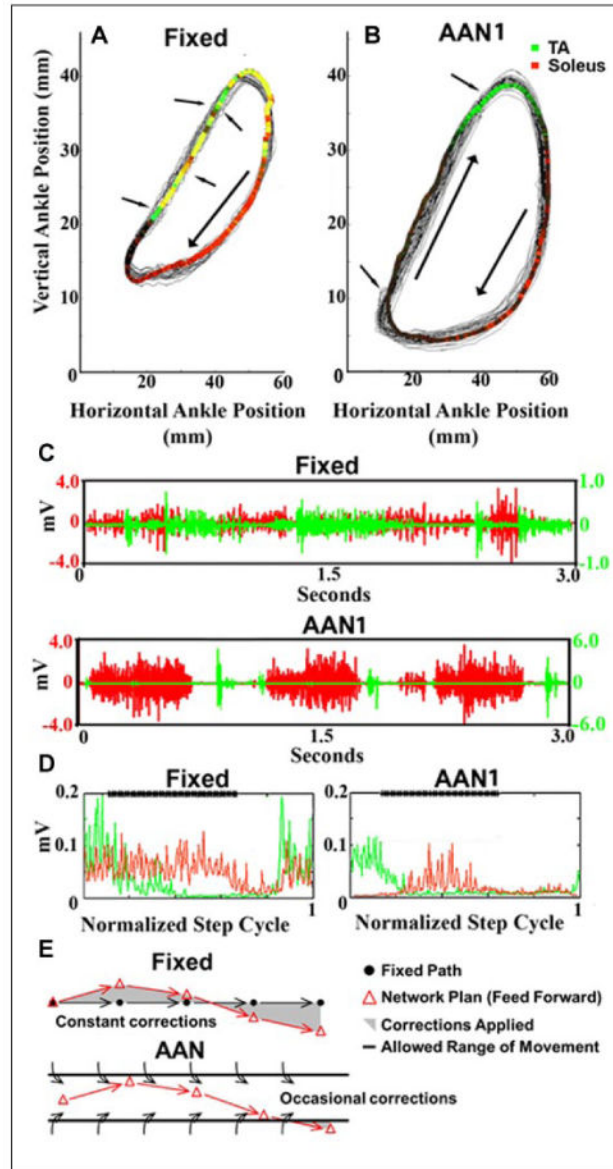 A
Fixed
B
AAN1
TA
Soleus
Vertical Ankle Position (mm)
40
30
20
10
0
20
40
60
Horizontal Ankle Position
(mm)
40
30
20
10
0
20
40
60
Horizontal Ankle Position
(mm)
C
Fixed
mV
4.0
0
-4.0
1.0
0
-1.0
0
1.5
3.0
Seconds
AAN1
mV
4.0
0
-4.0
6.0
0
-6.0
0
1.5
3.0
Seconds
D
Fixed
AAN1
mV
0.2
0.1
0
Normalized Step Cycle
1
0.2
0.1
0
Normalized Step Cycle
1
E
Fixed
Constant corrections
AAN
Occasional corrections
Fixed Path
Network Plan (Feed Forward)
Corrections Applied
Allowed Range of Movement